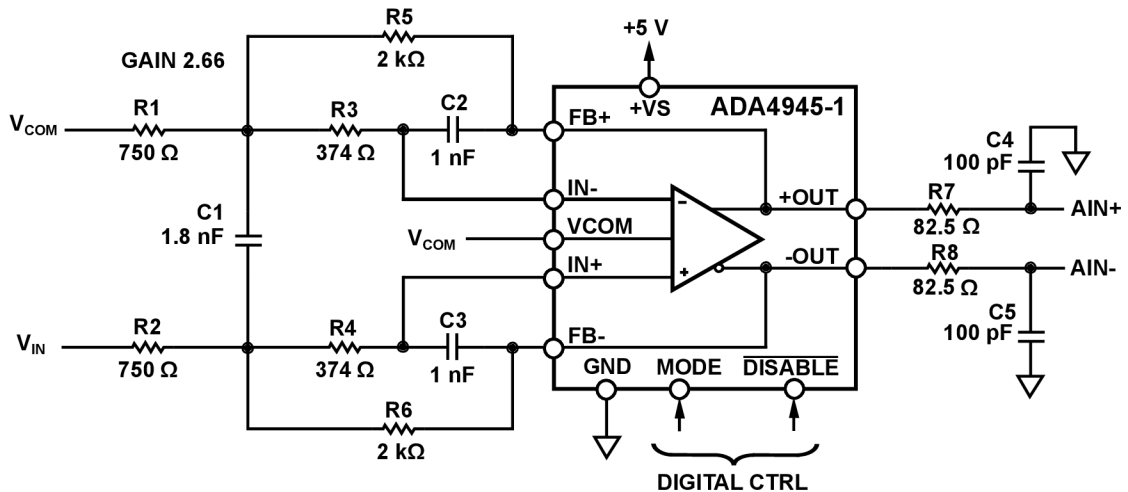 R5
+5 V
2 kΩ
GAIN 2.66
ADA4945-1
+VS
R1
R3
C2
FB+
VCOM
750 Ω
374 Ω
1 nF
C4
100 pF
IN-
+OUT
R7
AIN+
82.5 Ω
C1
1.8 nF
VCOM
VCOM
-
+
IN+
-OUT
R8
AIN-
82.5 Ω
R2
R4
C3
FB-
VIN
750 Ω
374 Ω
1 nF
C5
100 pF
GND
MODE
DISABLE
R6
2 kΩ
DIGITAL CTRL